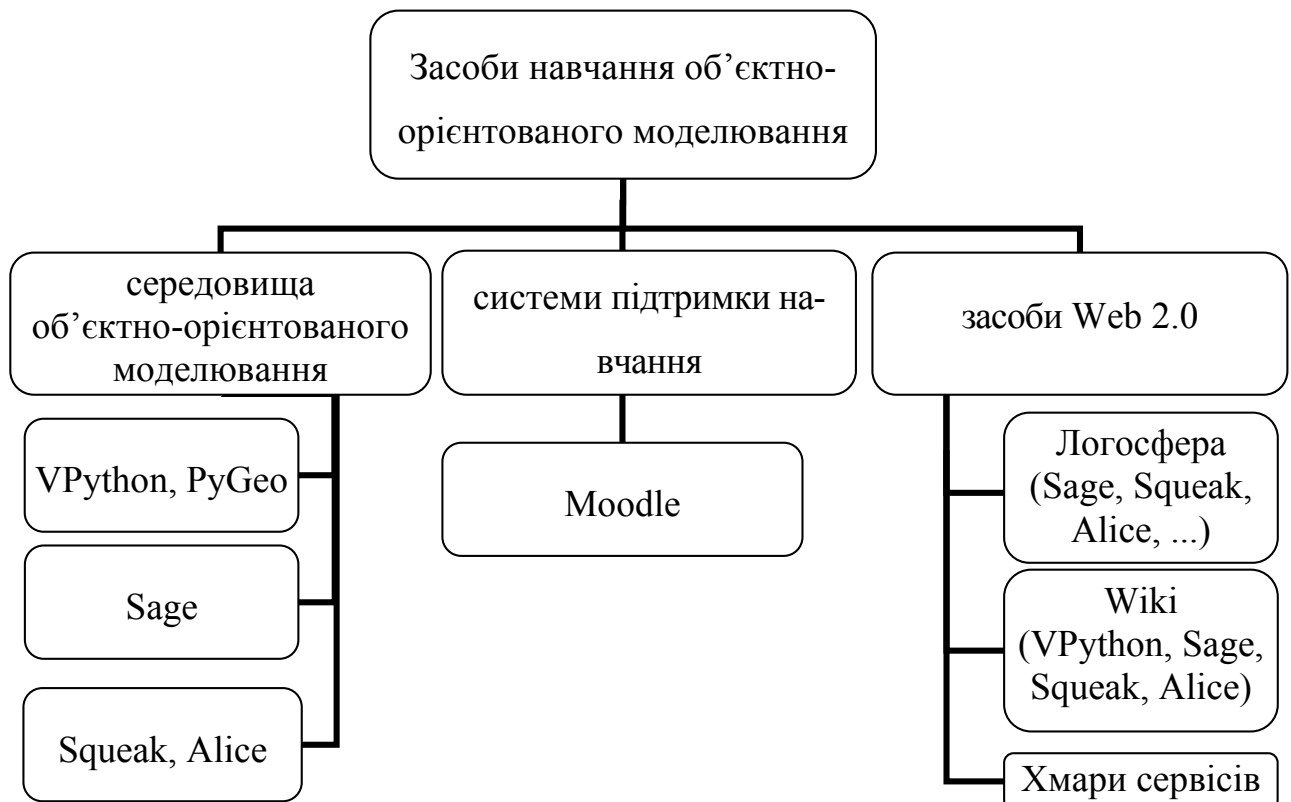 Засоби навчання об’єктно-
орієнтованого моделювання
середовища
об’єктно-орієнтованого
моделювання
системи підтримки на-
вчання
засоби Web 2.0
VPython, PyGeo
Sage
Squeak, Alice
Moodle
Логосфера
(Sage, Squeak,
Alice, ...)
Wiki
(VPython, Sage,
Squeak, Alice)
Хмари сервісів